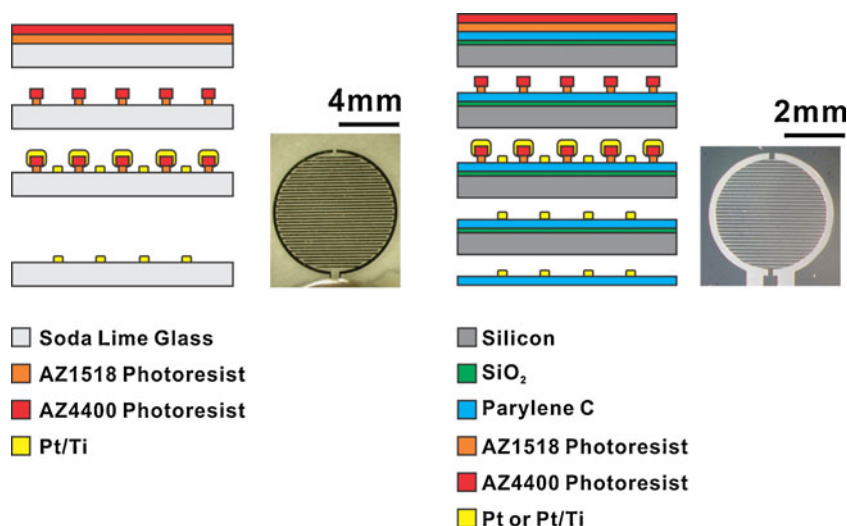 4mm
Soda Lime Glass
AZ1518 Photoresist
AZ4400 Photoresist
Pt/Ti
2mm
Silicon
SiO₂
Parylene C
AZ1518 Photoresist
AZ4400 Photoresist
Pt or Pt/Ti